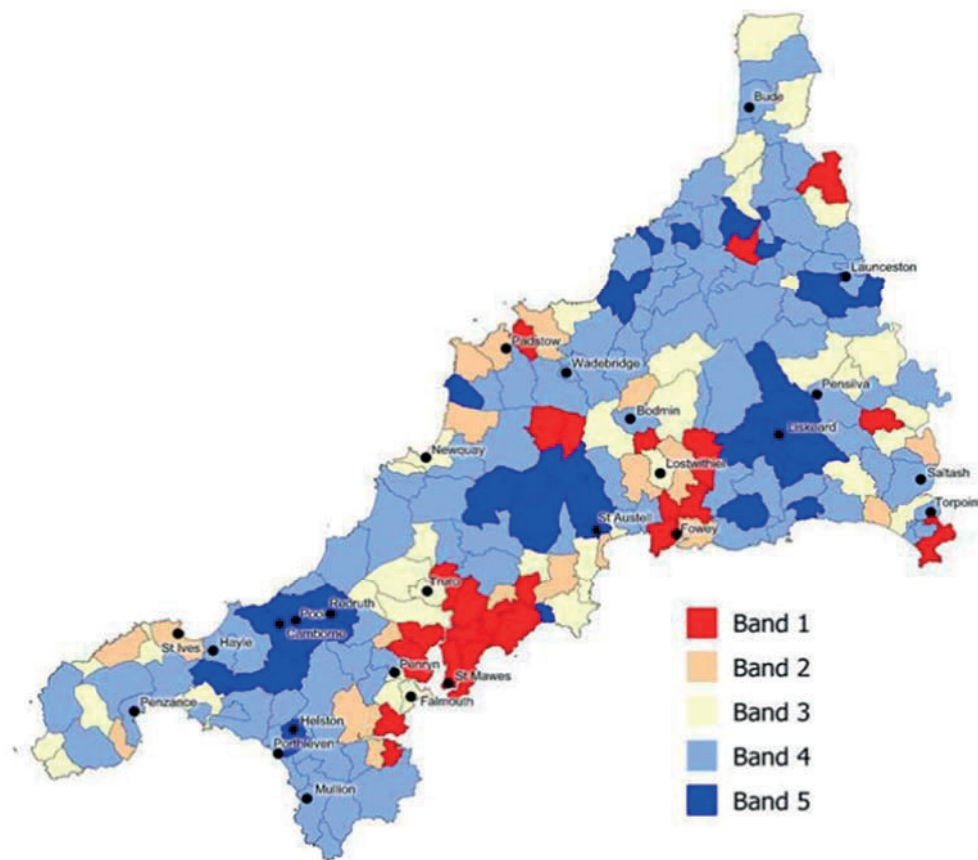 Bude
Launceston
Padstow
Wadebridge
Pensilva
Bodmin
Liskeard
Newquay
Lostwithiel
Saltash
Torpoint
St Austell
Fowey
Truro
Redruth
Pool
Camborne
St Ives
Hayle
Penryn
St Mawes
Falmouth
Penzance
Helston
Porthleven
Mullion
Band 1
Band 2
Band 3
Band 4
Band 5